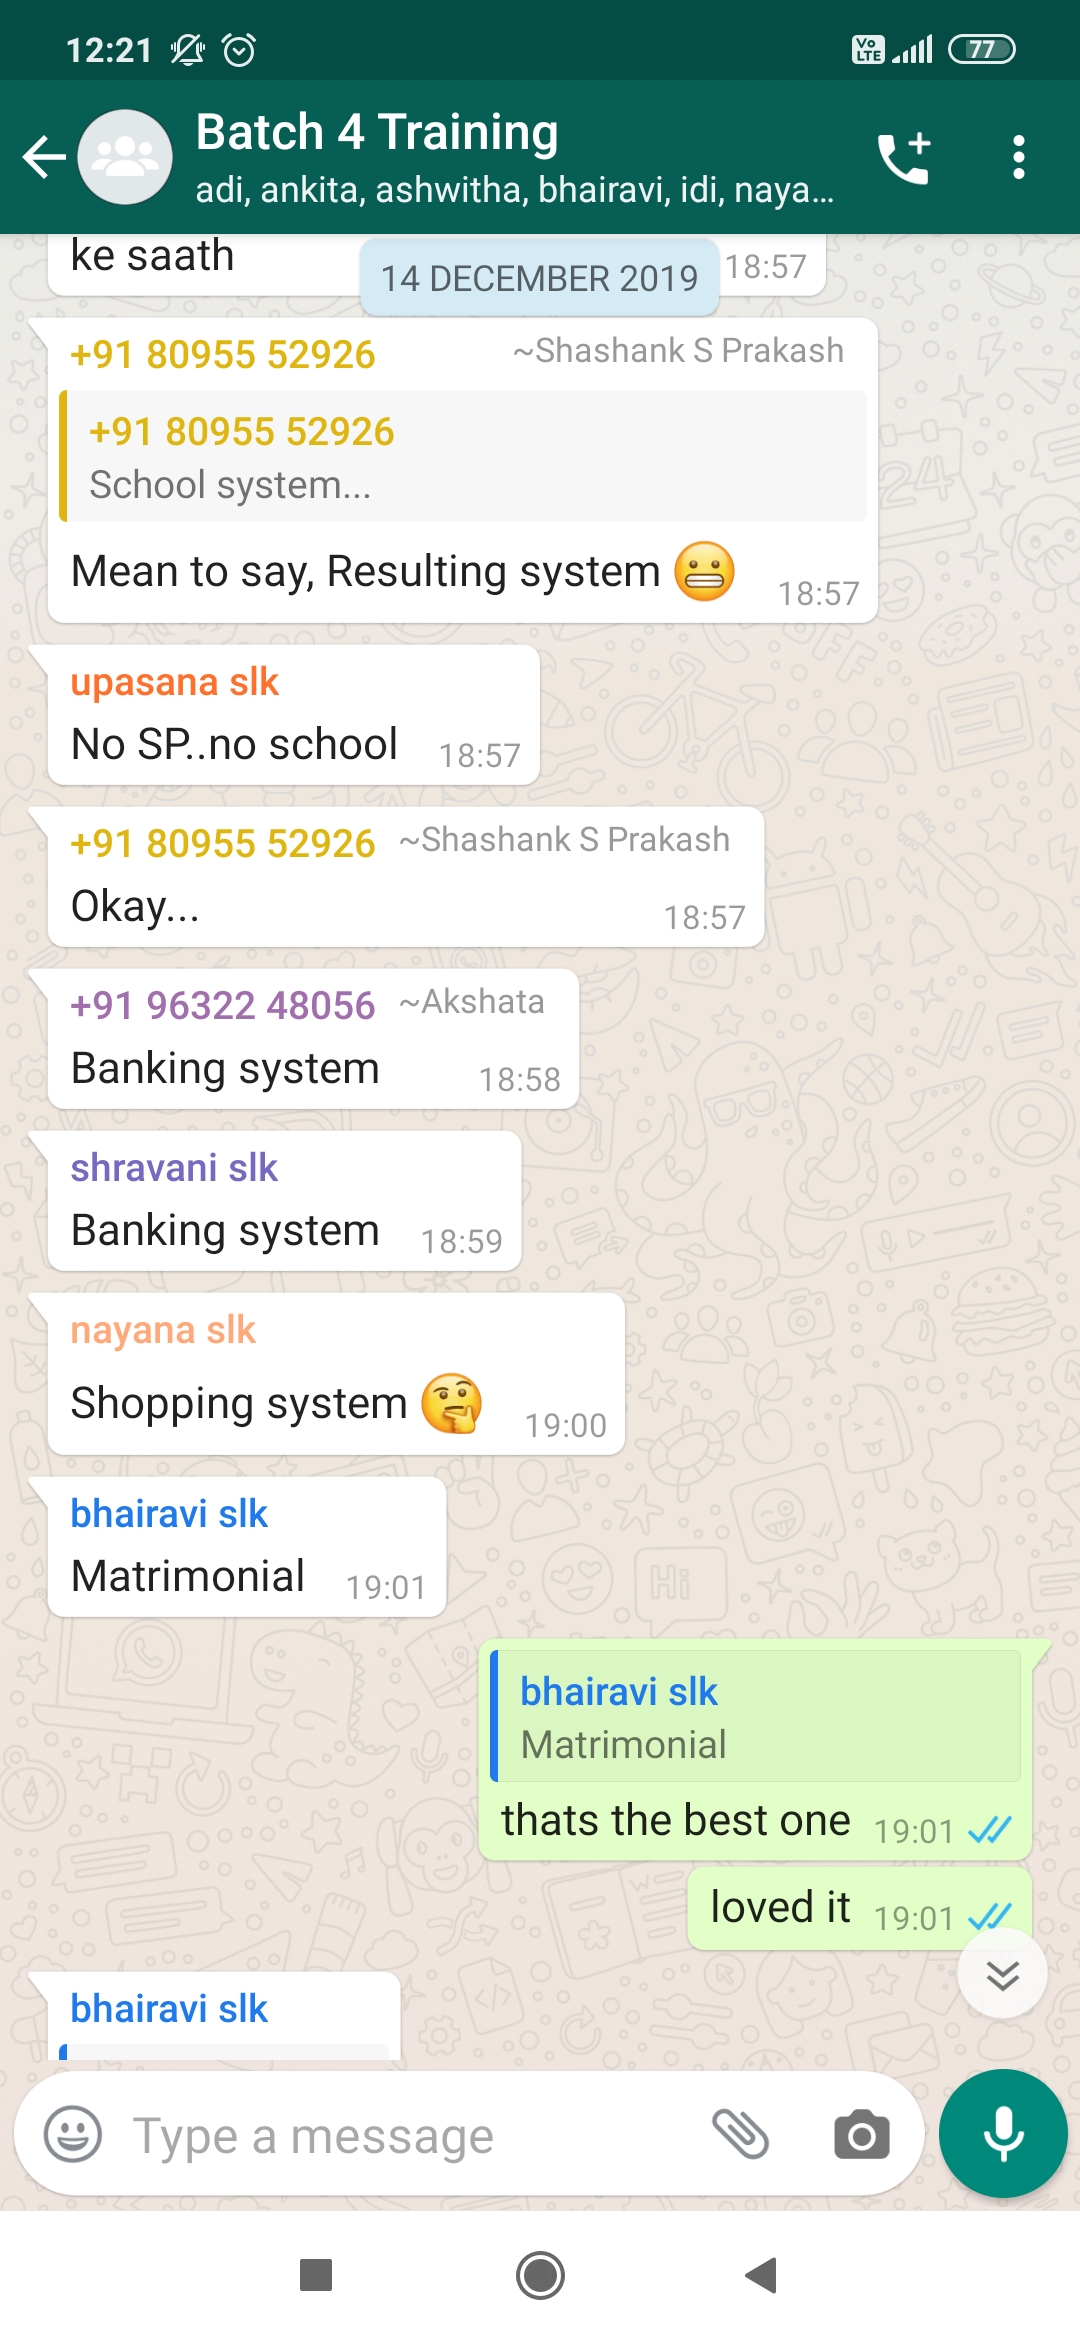 12:21
Vo
LTE
77
Batch 4 Training
adi, ankita, ashwitha, bhairavi, idi, naya...
ke saath
18:57
14 DECEMBER 2019
+91 80955 52926 ~Shashank S Prakash
+91 80955 52926
School system...
Mean to say, Resulting system 😬 18:57
upasana slk
No SP..no school 18:57
+91 80955 52926 ~Shashank S Prakash
Okay... 18:57
+91 96322 48056 ~Akshata
Banking system 18:58
shravani slk
Banking system 18:59
nayana slk
Shopping system 🤔 19:00
bhairavi slk
Matrimonial 19:01
bhairavi slk
Matrimonial
thats the best one 19:01
loved it 19:01
bhairavi slk
Type a message